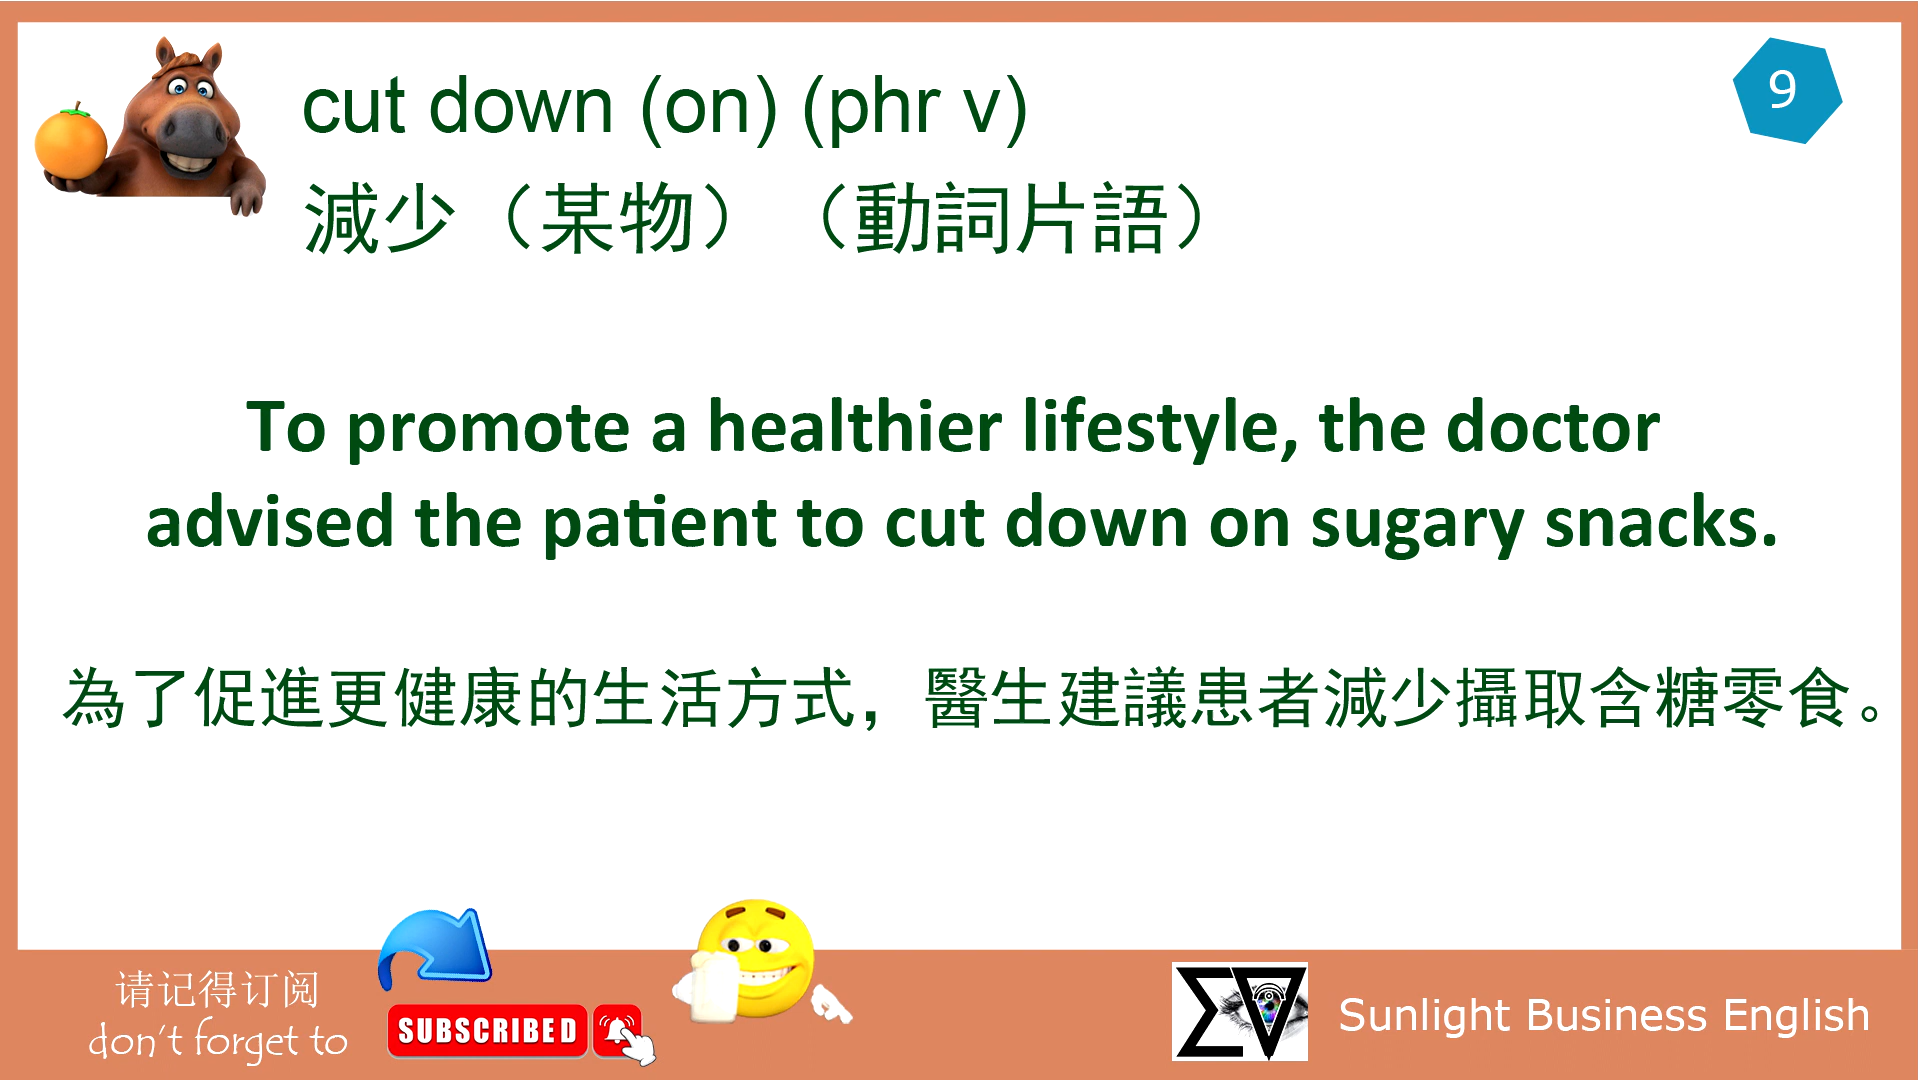 cut down (on) (phr v)
9
減少（某物）（動詞片語）
To promote a healthier lifestyle, the doctor
advised the patient to cut down on sugary snacks.
為了促進更健康的生活方式，醫生建議患者減少攝取含糖零食。
请记得订阅
don't forget to
SUBSCRIBED
Sunlight Business English